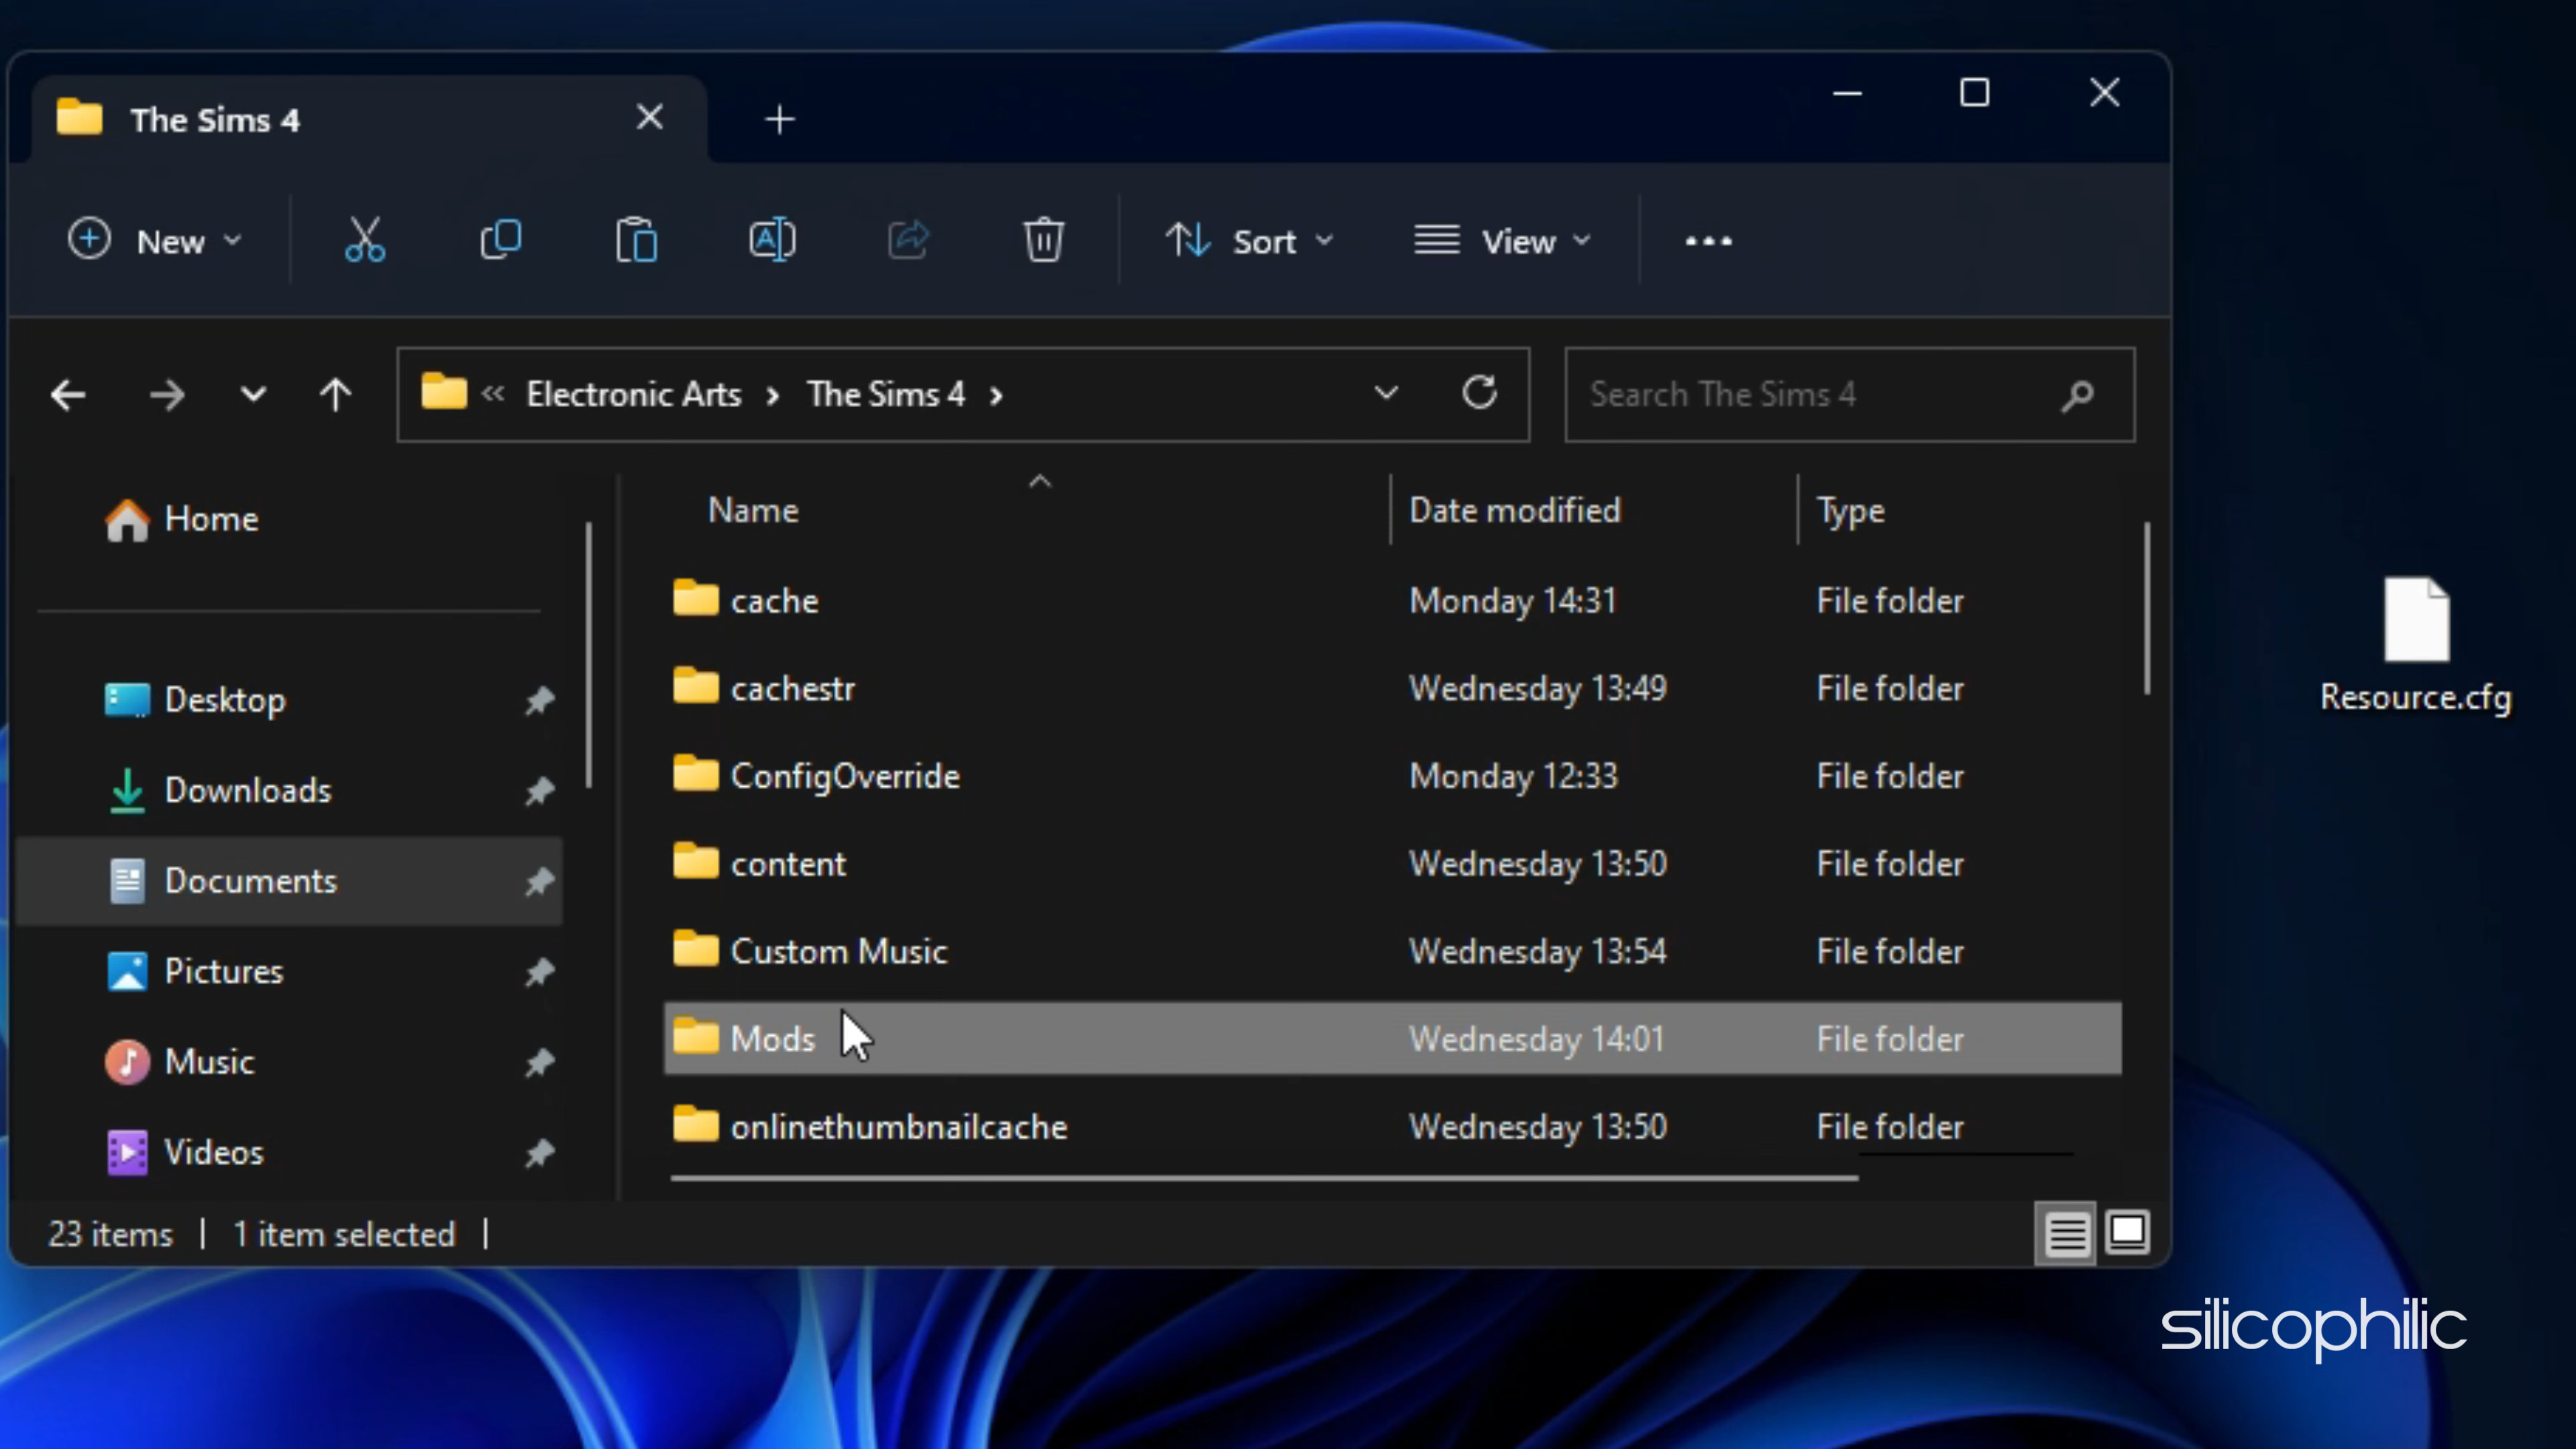 The Sims 4
New
Sort
View
Electronic Arts > The Sims 4 >
Search The Sims 4
Home
Desktop
Downloads
Documents
Pictures
Music
Videos
Name Date modified Type
cache Monday 14:31 File folder
cachestr Wednesday 13:49 File folder
ConfigOverride Monday 12:33 File folder
content Wednesday 13:50 File folder
Custom Music Wednesday 13:54 File folder
Mods Wednesday 14:01 File folder
onlinethumbnailcache Wednesday 13:50 File folder
23 items | 1 item selected |
Resource.cfg
silicophilic